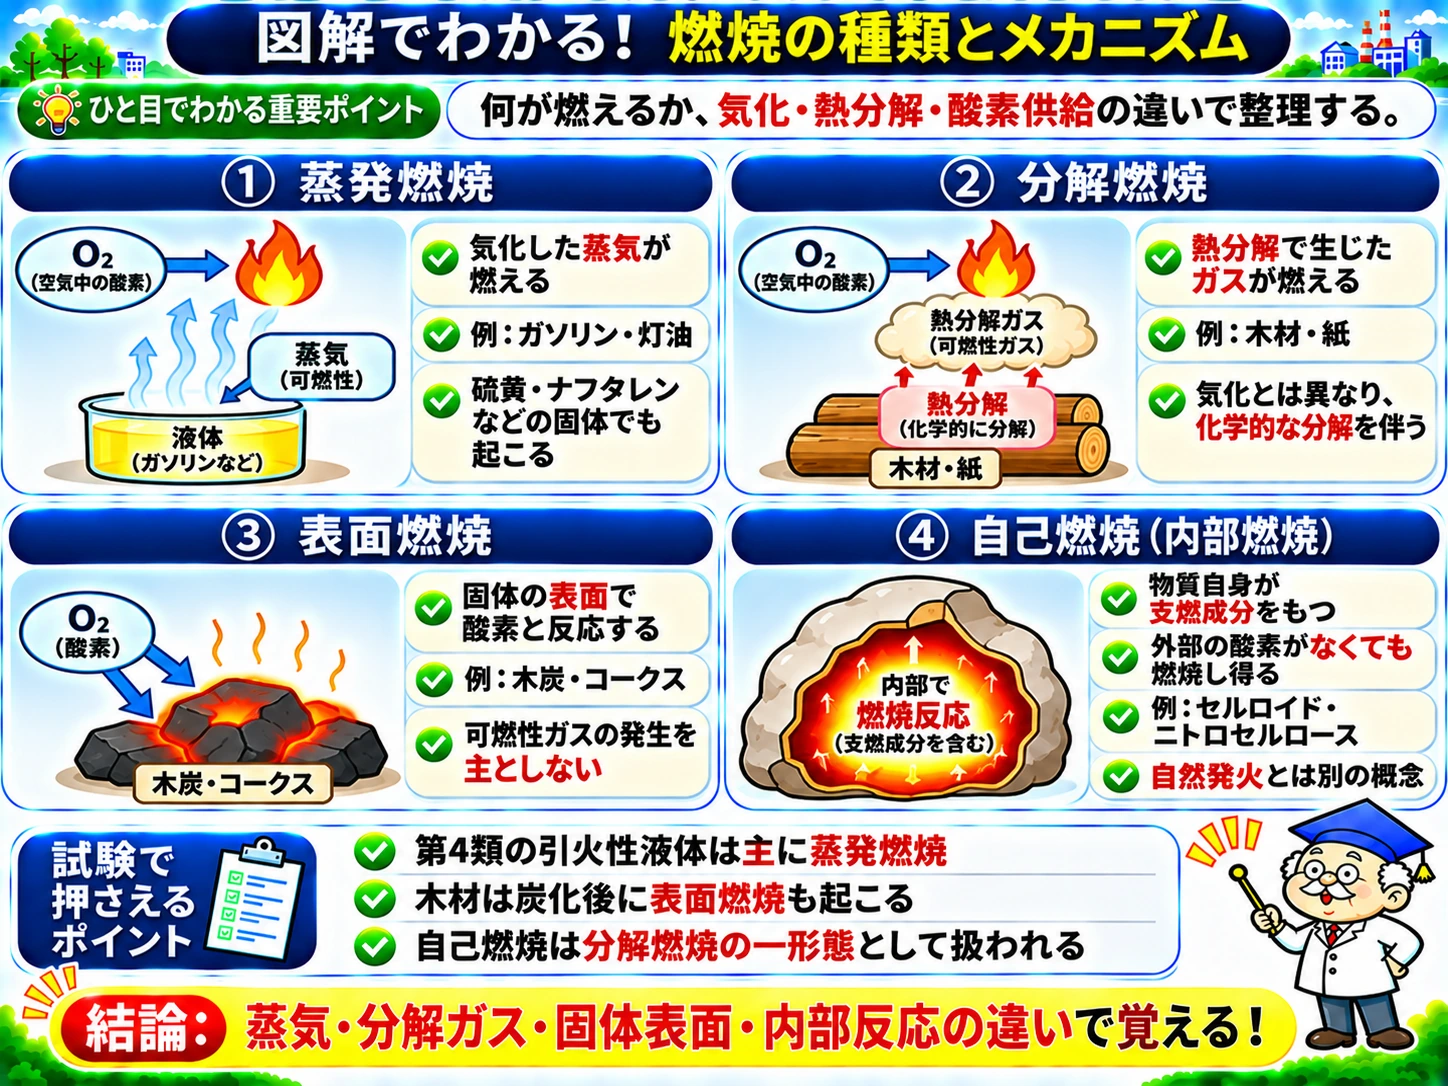 図解でわかる！ 燃焼の種類とメカニズム
ひと目でわかる重要ポイント
何が燃えるか、気化・熱分解・酸素供給の違いで整理する。
① 蒸発燃焼
O₂
(空気中の酸素)
蒸気
(可燃性)
液体
(ガソリンなど)
気化した蒸気が
燃える
例：ガソリン・灯油
硫黄・ナフタレン
などの固体でも
起こる
② 分解燃焼
O₂
(空気中の酸素)
熱分解ガス
(可燃性ガス)
熱分解
(化学的に分解)
木材・紙
熱分解で生じた
ガスが燃える
例：木材・紙
気化とは異なり、
化学的な分解を伴う
③ 表面燃焼
O₂
(酸素)
木炭・コークス
固体の表面で
酸素と反応する
例：木炭・コークス
可燃性ガスの発生を
主としない
④ 自己燃焼(内部燃焼)
内部で
燃焼反応
(支燃成分を含む)
物質自身が
支燃成分をもつ
外部の酸素がなくても
燃焼し得る
例：セルロイド・
ニトロセルロース
自然発火とは別の概念
試験で
押さえる
ポイント
第4類の引火性液体は主に蒸発燃焼
木材は炭化後に表面燃焼も起こる
自己燃焼は分解燃焼の一形態として扱われる
結論：
蒸気・分解ガス・固体表面・内部反応の違いで覚える！